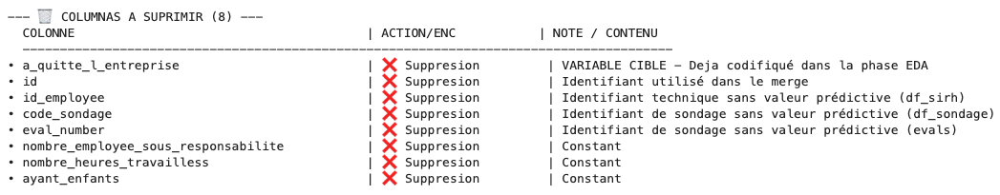 --- 🗑️ COLUMNAS A SUPRIMIR (8) ---
COLONNE | ACTION/ENC | NOTE / CONTENU
--------------------------------------------------------------------------------------
• a_quitte_l_entreprise | ❌ Suppresion | VARIABLE CIBLE – Deja codifiqué dans la phase EDA
• id | ❌ Suppresion | Identifiant utilisé dans le merge
• id_employee | ❌ Suppresion | Identifiant technique sans valeur prédictive (df_sirh)
• code_sondage | ❌ Suppresion | Identifiant de sondage sans valeur prédictive (df_sondage)
• eval_number | ❌ Suppresion | Identifiant de sondage sans valeur prédictive (evals)
• nombre_employee_sous_responsabilite | ❌ Suppresion | Constant
• nombre_heures_travailless | ❌ Suppresion | Constant
• ayant_enfants | ❌ Suppresion | Constant